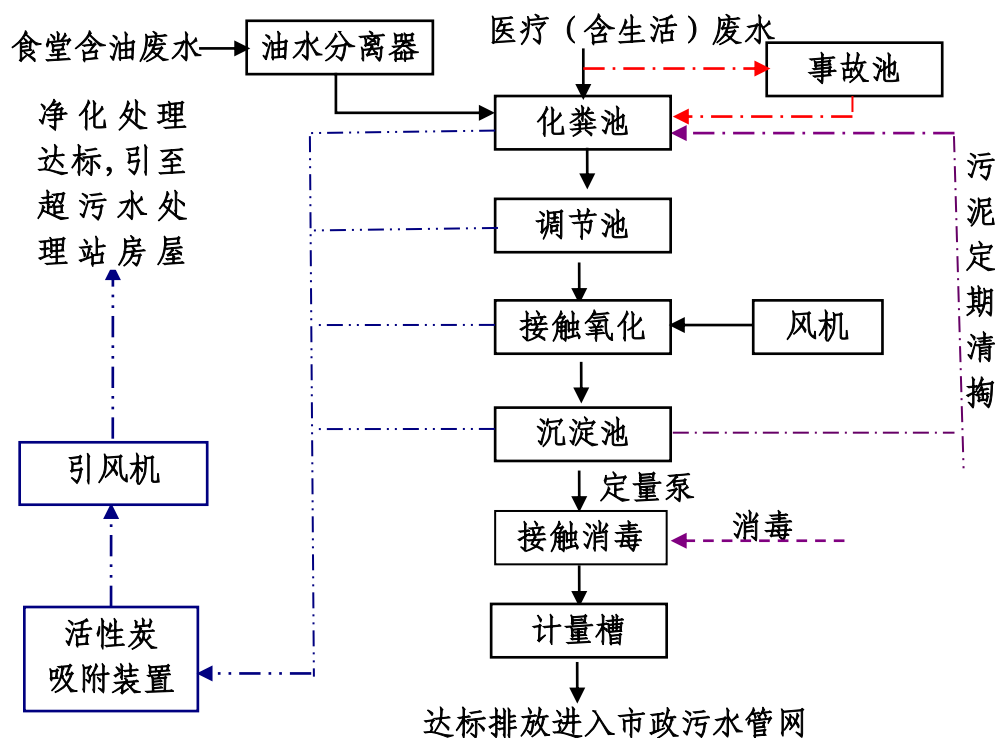 医疗（含生活）废水
食堂含油废水
油水分离器
事故池
净化处理
达标,引至
超污水处
理站房屋
化粪池
污泥定期清掏
调节池
接触氧化
风机
沉淀池
引风机
定量泵
接触消毒
消毒
活性炭
吸附装置
计量槽
达标排放进入市政污水管网